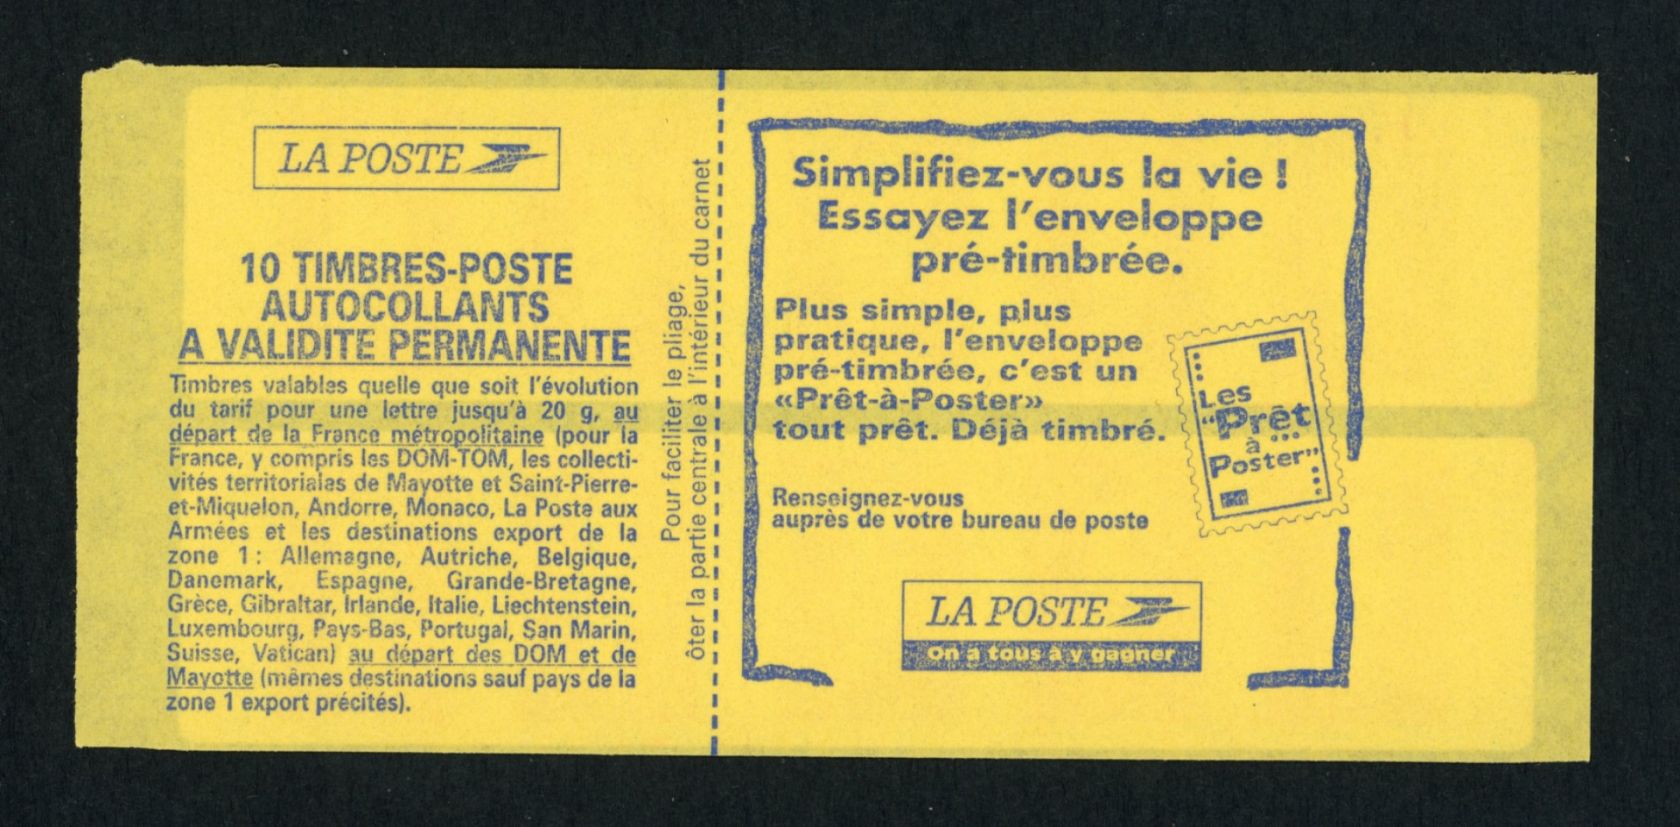 LA POSTE
10 TIMBRES-POSTE
AUTOCOLLANTS
A VALIDITE PERMANENTE
Timbres valables quelle que soit l'évolution
du tarif pour une lettre jusqu'à 20 g, au
départ de la France métropolitaine (pour la
France, y compris les DOM-TOM, les collecti-
vités territoriales de Mayotte et Saint-Pierre-
et-Miquelon, Andorre, Monaco, La Poste aux
Armées et les destinations export de la
zone 1 : Allemagne, Autriche, Belgique,
Danemark, Espagne, Grande-Bretagne,
Grèce, Gibraltar, Irlande, Italie, Liechtenstein,
Luxembourg, Pays-Bas, Portugal, San Marin,
Suisse, Vatican) au départ des DOM et de
Mayotte (mêmes destinations sauf pays de la
zone 1 export précités).
Pour faciliter le pliage,
ôter la partie centrale à l'intérieur du carnet
Simplifiez-vous la vie !
Essayez l'enveloppe
pré-timbrée.
Plus simple, plus
pratique, l'enveloppe
pré-timbrée, c'est un
«Prêt-à-Poster»
tout prêt. Déjà timbré.
Les
"Prêt
à
Poster"
Renseignez-vous
auprès de votre bureau de poste
LA POSTE
On a tous à y gagner